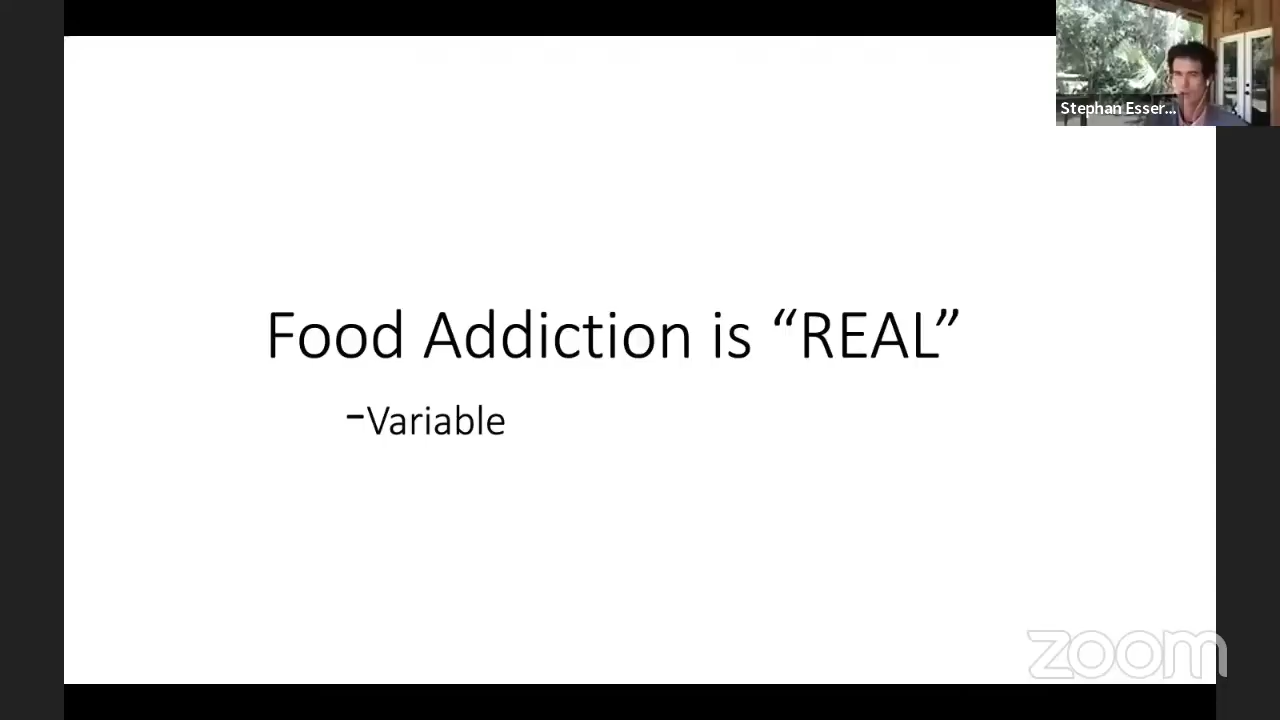 Stephan Esser...
Food Addiction is “REAL”
-Variable
zoom